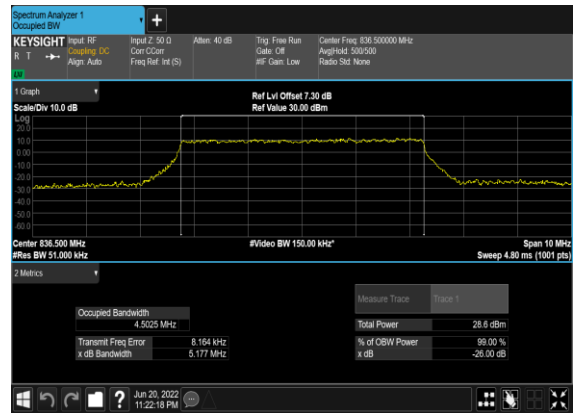 Spectrum Analyzer 1
Occupied BW
KEYSIGHT
R T
Input: RF
Coupling: DC
Align: Auto
Input Z: 50 Ω
Corr CCorr
Freq Ref: Int (S)
Atten: 40 dB
Trig: Free Run
Gate: Off
#IF Gain: Low
Center Freq: 836.500000 MHz
Avg|Hold: 500/500
Radio Std: None
1 Graph
Scale/Div 10.0 dB
Ref Lvl Offset 7.30 dB
Ref Value 30.00 dBm
Log
20.0
10.0
0.00
-10.0
-20.0
-30.0
-40.0
-50.0
-60.0
Center 836.500 MHz
#Res BW 51.000 kHz
#Video BW 150.00 kHz*
Span 10 MHz
Sweep 4.80 ms (1001 pts)
2 Metrics
Measure Trace Trace 1
Occupied Bandwidth
4.5025 MHz
Total Power 28.6 dBm
Transmit Freq Error 8.164 kHz
% of OBW Power 99.00 %
x dB Bandwidth 5.177 MHz
x dB -26.00 dB
?
Jun 20, 2022
11:22:18 PM